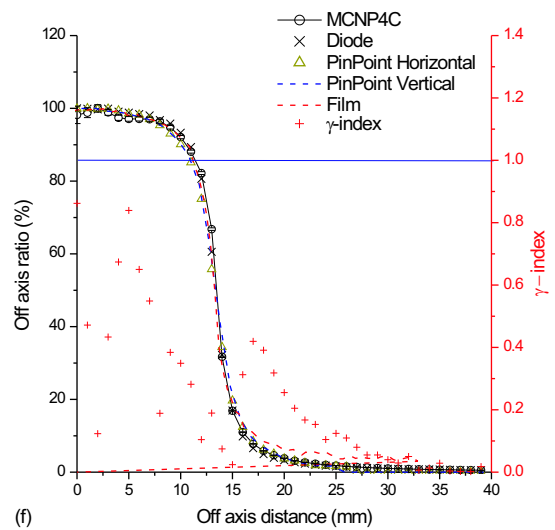 MCNP4C
Diode
PinPoint Horizontal
PinPoint Vertical
Film
γ-index
120
100
80
60
40
20
0
Off axis ratio (%)
1.4
1.2
1.0
0.8
0.6
0.4
0.2
0.0
γ-index
0 5 10 15 20 25 30 35 40
(f) Off axis distance (mm)